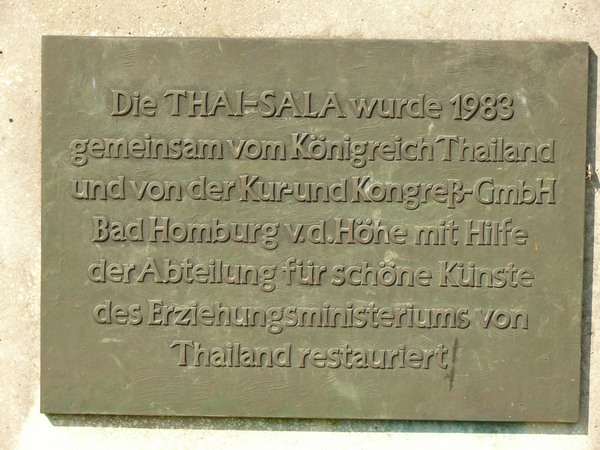 Die THAI-SALA wurde 1983
gemeinsam vom Königreich Thailand
und von der Kur-und Kongreß-GmbH
Bad Homburg v.d.Höhe mit Hilfe
der Abteilung für schöne Künste
des Erziehungsministeriums von
Thailand restauriert